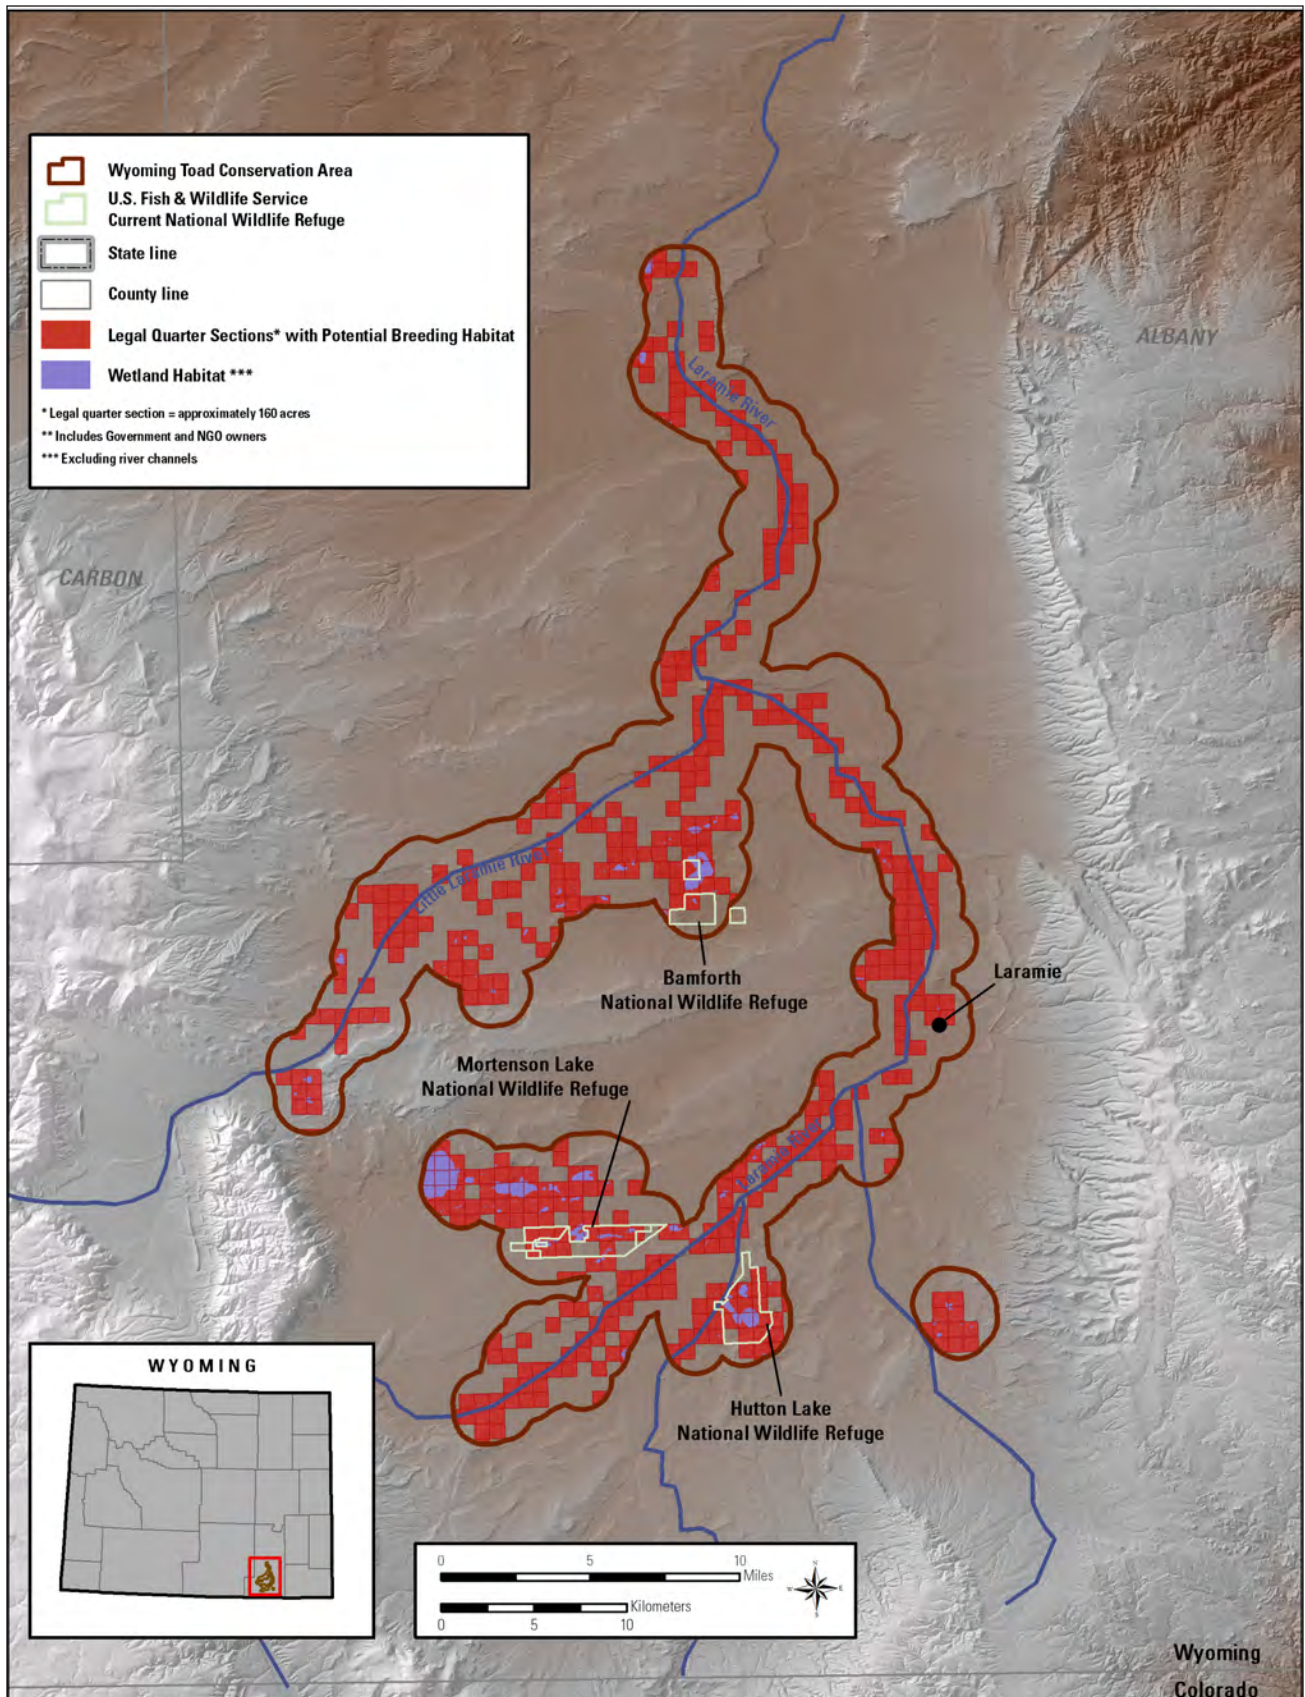 Wyoming Toad Conservation Area
U.S. Fish & Wildlife Service
Current National Wildlife Refuge
State line
County line
Legal Quarter Sections* with Potential Breeding Habitat
Wetland Habitat ***
* Legal quarter section = approximately 160 acres
** Includes Government and NGO owners
*** Excluding river channels
ALBANY
Laramie River
CARBON
Little Laramie River
Bamforth
National Wildlife Refuge
Laramie
Mortenson Lake
National Wildlife Refuge
Laramie River
Hutton Lake
National Wildlife Refuge
WYOMING
0 5 10
Miles
Kilometers
0 5 10
N
W E
S
Wyoming
Colorado